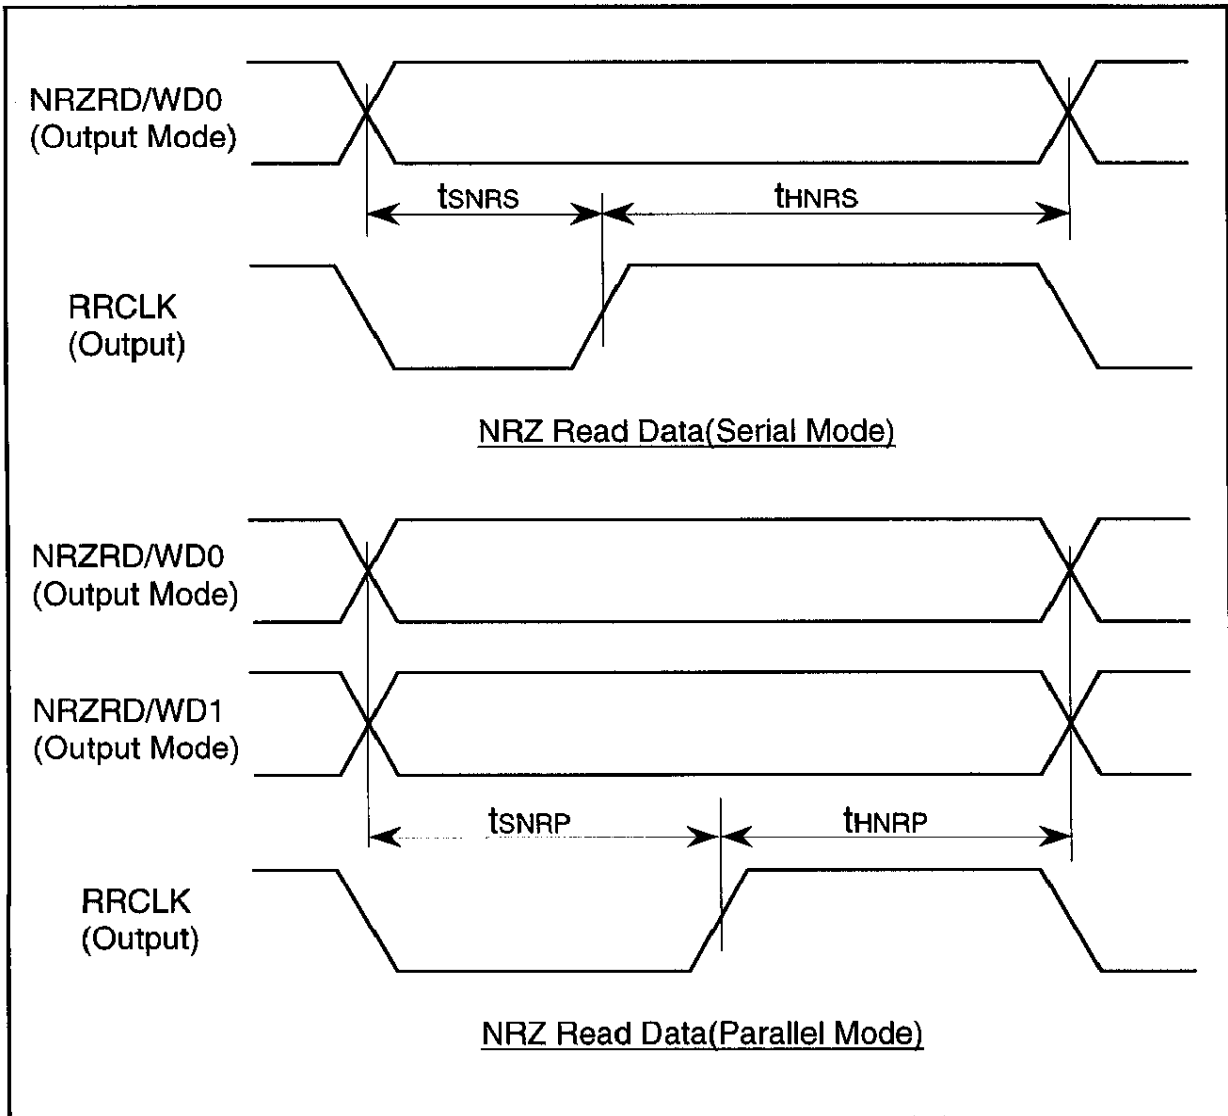 NRZRD/WD0
(Output Mode)
tSNRS
tHNRS
RRCLK
(Output)
NRZ Read Data(Serial Mode)
NRZRD/WD0
(Output Mode)
NRZRD/WD1
(Output Mode)
tSNRP
tHNRP
RRCLK
(Output)
NRZ Read Data(Parallel Mode)